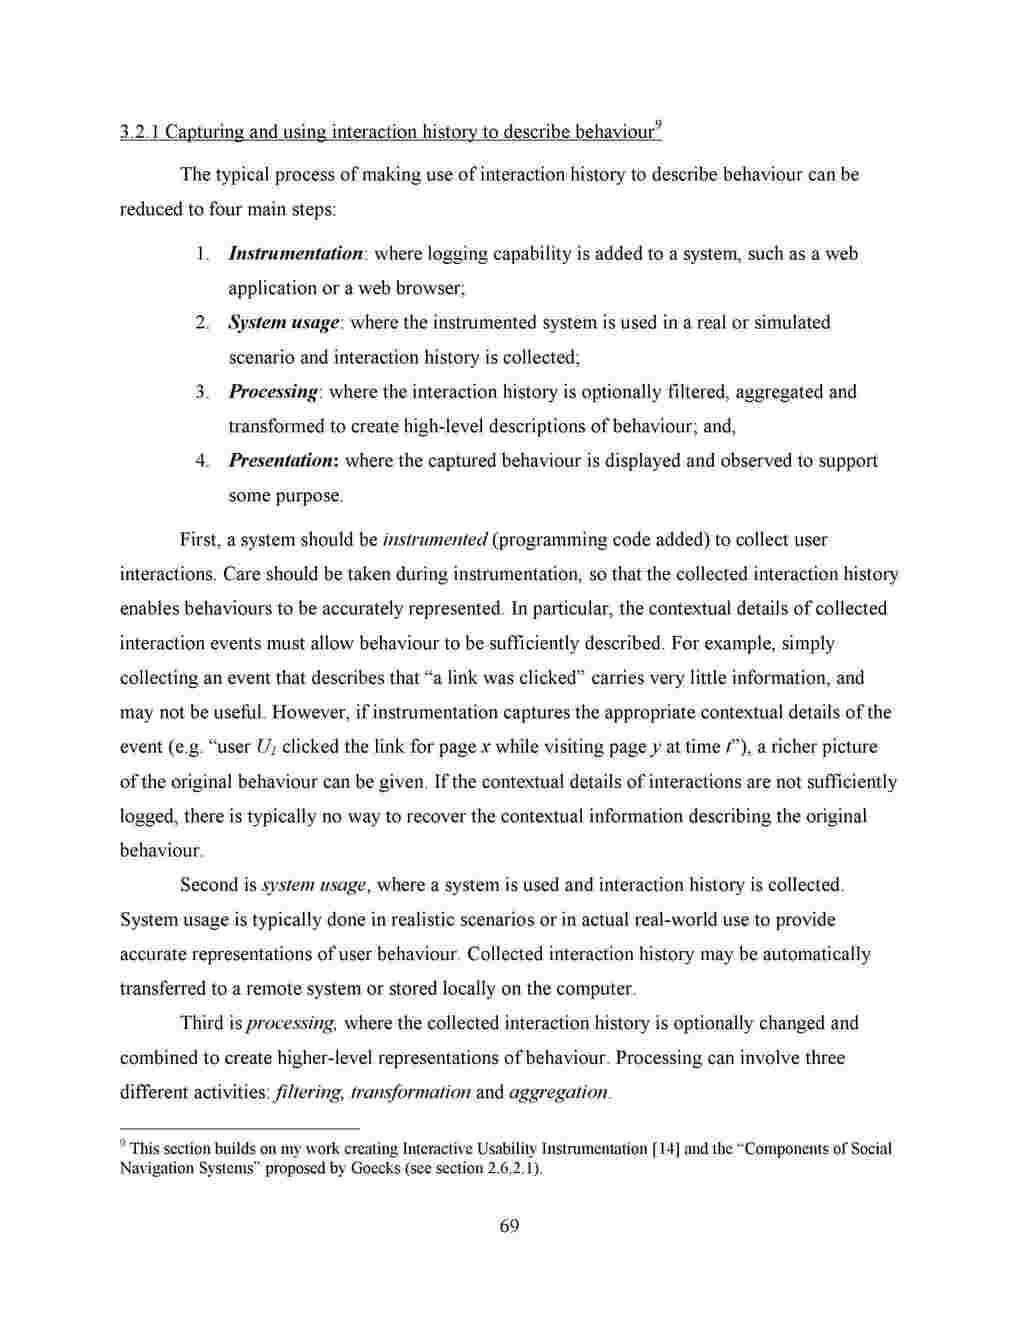 3.2.1 Capturing and using interaction history to describe behaviour9
The typical process of making use of interaction history to describe behaviour can be
reduced to four main steps:
1. Instrumentation: where logging capability is added to a system, such as a web
application or a web browser;
2. System usage: where the instrumented system is used in a real or simulated
scenario and interaction history is collected;
3. Processing: where the interaction history is optionally filtered, aggregated and
transformed to create high-level descriptions of behaviour; and,
4. Presentation: where the captured behaviour is displayed and observed to support
some purpose.
First, a system should be instrumented (programming code added) to collect user
interactions. Care should be taken during instrumentation, so that the collected interaction history
enables behaviours to be accurately represented. In particular, the contextual details of collected
interaction events must allow behaviour to be sufficiently described. For example, simply
collecting an event that describes that “a link was clicked” carries very little information, and
may not be useful. However, if instrumentation captures the appropriate contextual details of the
event (e.g. “user U1 clicked the link for page x while visiting page y at time t”), a richer picture
of the original behaviour can be given. If the contextual details of interactions are not sufficiently
logged, there is typically no way to recover the contextual information describing the original
behaviour.
Second is system usage, where a system is used and interaction history is collected.
System usage is typically done in realistic scenarios or in actual real-world use to provide
accurate representations of user behaviour. Collected interaction history may be automatically
transferred to a remote system or stored locally on the computer.
Third is processing, where the collected interaction history is optionally changed and
combined to create higher-level representations of behaviour. Processing can involve three
different activities: filtering, transformation and aggregation.
9 This section builds on my work creating Interactive Usability Instrumentation [14] and the “Components of Social
Navigation Systems” proposed by Goecks (see section 2.6.2.1).
69